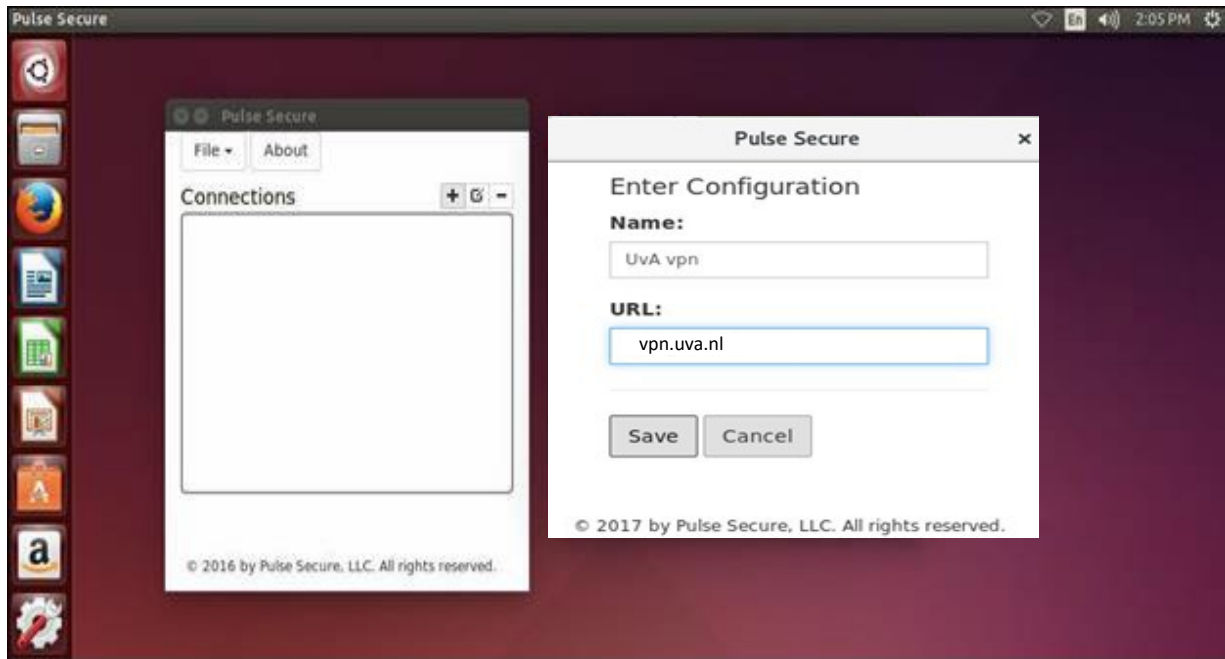 Pulse Secure
En
2:05 PM
Pulse Secure
File
About
Connections
© 2016 by Pulse Secure, LLC. All rights reserved.
Pulse Secure
Enter Configuration
Name:
UvA vpn
URL:
vpn.uva.nl
Save
Cancel
© 2017 by Pulse Secure, LLC. All rights reserved.
A
a